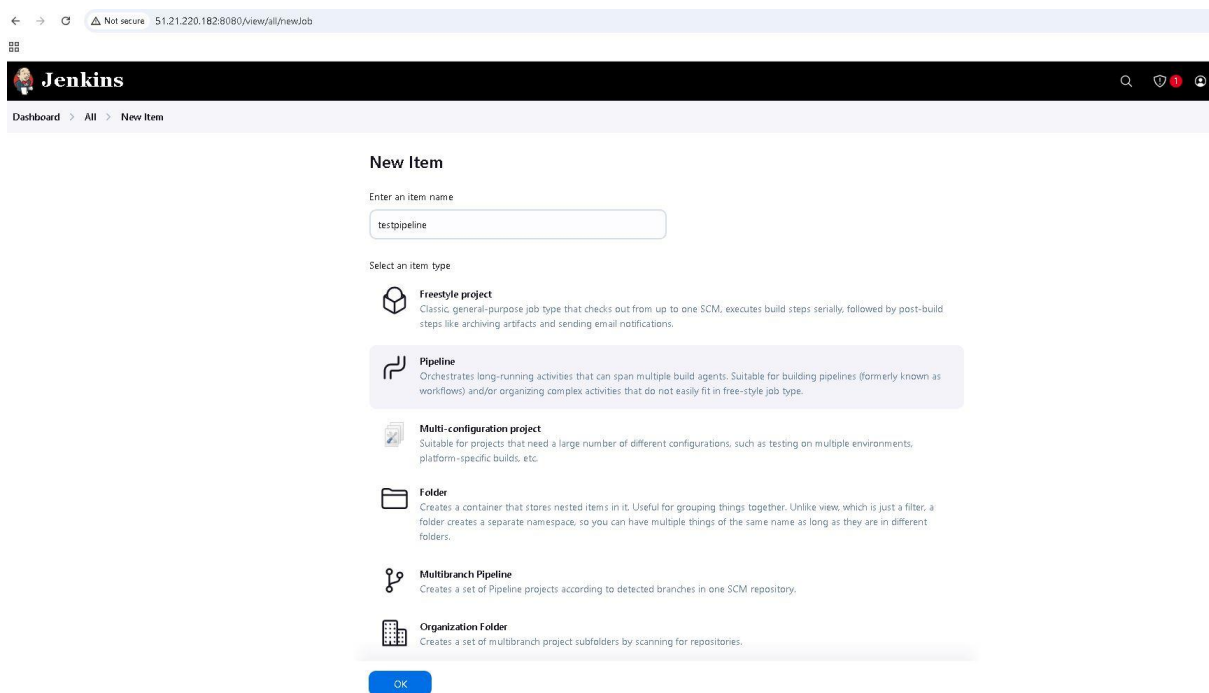 Not secure 51.21.220.182:8080/view/all/newJob
Jenkins
1
Dashboard > All > New Item
New Item
Enter an item name
testpipeline
Select an item type
Freestyle project
Classic, general-purpose job type that checks out from up to one SCM, executes build steps serially, followed by post-build
steps like archiving artifacts and sending email notifications.
Pipeline
Orchestrates long-running activities that can span multiple build agents. Suitable for building pipelines (formerly known as
workflows) and/or organizing complex activities that do not easily fit in free-style job type.
Multi-configuration project
Suitable for projects that need a large number of different configurations, such as testing on multiple environments,
platform-specific builds, etc.
Folder
Creates a container that stores nested items in it. Useful for grouping things together. Unlike view, which is just a filter, a
folder creates a separate namespace, so you can have multiple things of the same name as long as they are in different
folders.
Multibranch Pipeline
Creates a set of Pipeline projects according to detected branches in one SCM repository.
Organization Folder
Creates a set of multibranch project subfolders by scanning for repositories.
OK